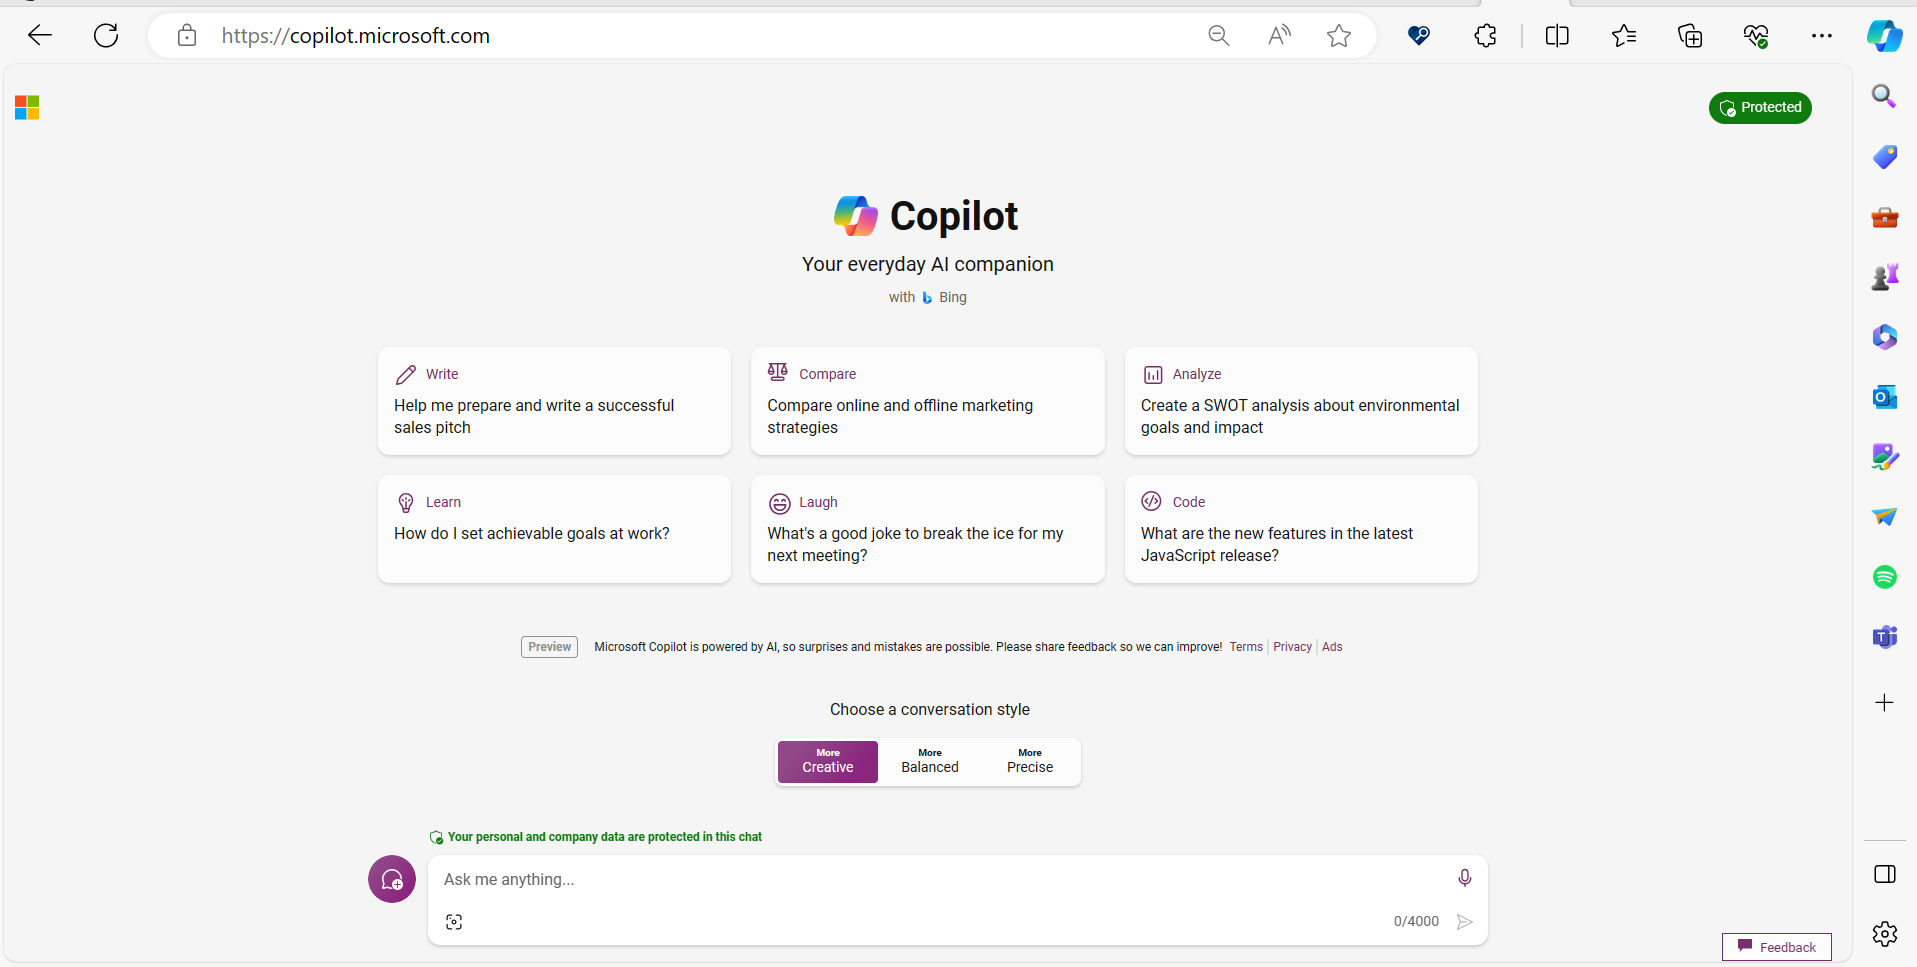 https://copilot.microsoft.com
Protected
Copilot
Your everyday AI companion
with Bing
Write
Help me prepare and write a successful
sales pitch
Compare
Compare online and offline marketing
strategies
Analyze
Create a SWOT analysis about environmental
goals and impact
Learn
How do I set achievable goals at work?
Laugh
What's a good joke to break the ice for my
next meeting?
Code
What are the new features in the latest
JavaScript release?
Preview Microsoft Copilot is powered by AI, so surprises and mistakes are possible. Please share feedback so we can improve! Terms Privacy Ads
Choose a conversation style
More
Creative
More
Balanced
More
Precise
Your personal and company data are protected in this chat
Ask me anything...
0/4000
Feedback